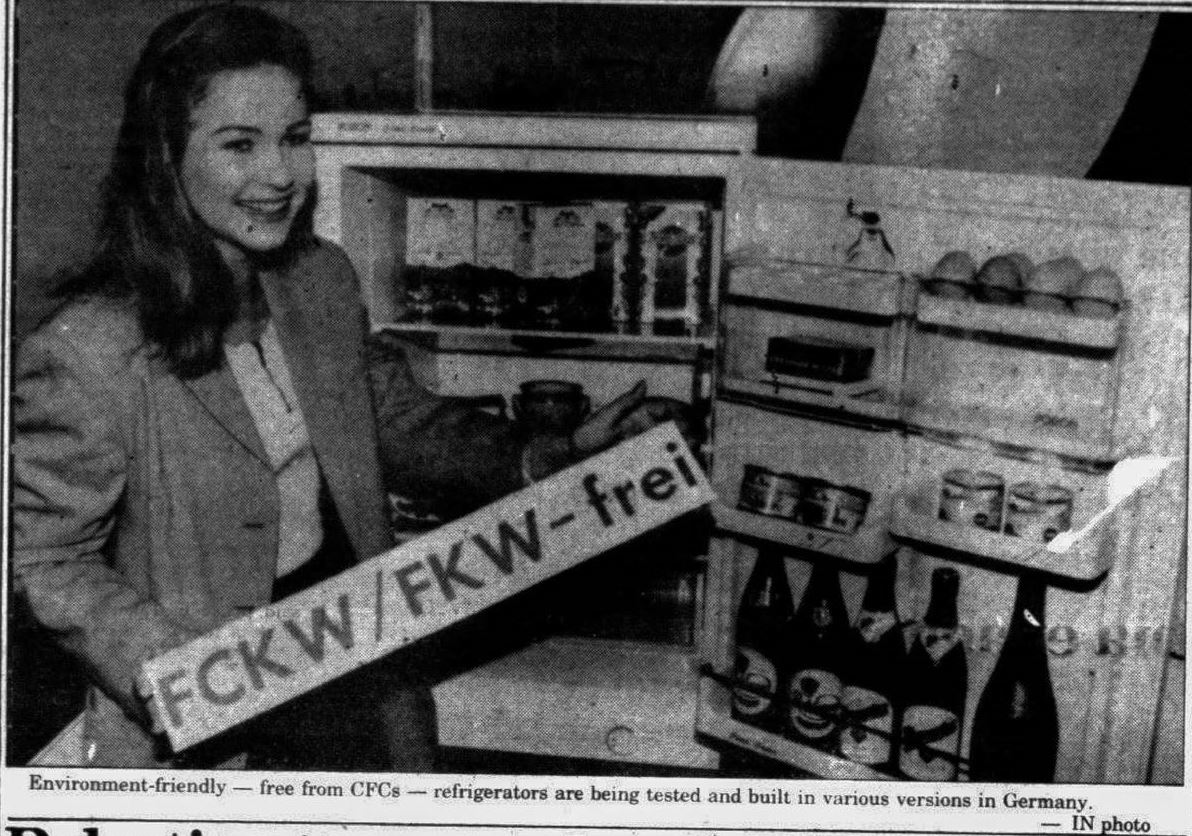 FCKW/FKW-frei
Environment-friendly — free from CFCs — refrigerators are being tested and built in various versions in Germany.
— IN photo